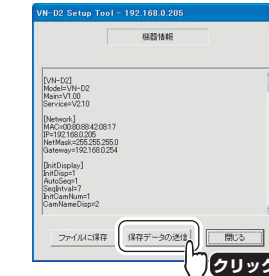 VN-D2 Setup Tool - 192.168.0.205
機器情報
[VN-D2]
Model=VN-D2
Main=V1.00
Service=V2.10
[Network]
MAC=00:80:88:42:08:17
IP=192.168.0.205
NetMask=255.255.255.0
Gateway=192.168.0.254
[InitDisplay]
InitDisp=1
AutoSeq=1
SeqIntval=7
InitCamNum=1
CamNameDisp=2
ファイルに保存
保存データの送信
閉じる
クリック